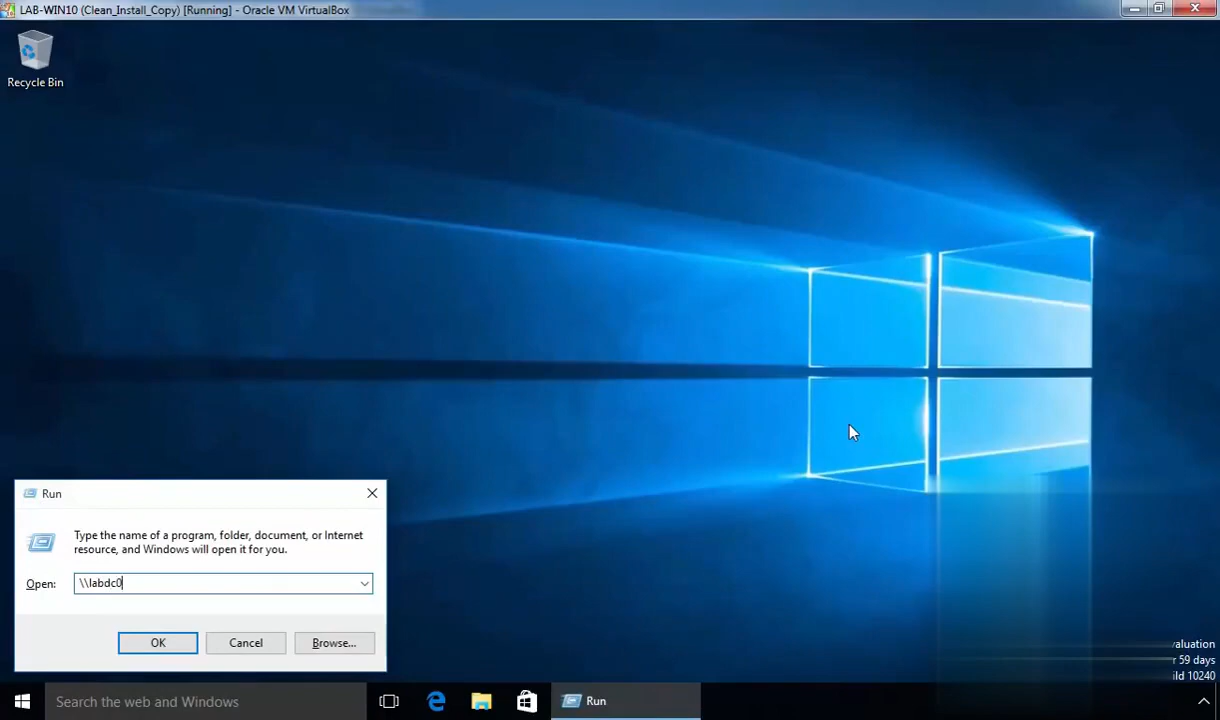 LAB-WIN10 (Clean_Install_Copy) [Running] - Oracle VM VirtualBox
Recycle Bin
Run
Type the name of a program, folder, document, or Internet
resource, and Windows will open it for you.
Open: \\labdc0
OK Cancel Browse...
59 days
10240
Search the web and Windows
Run